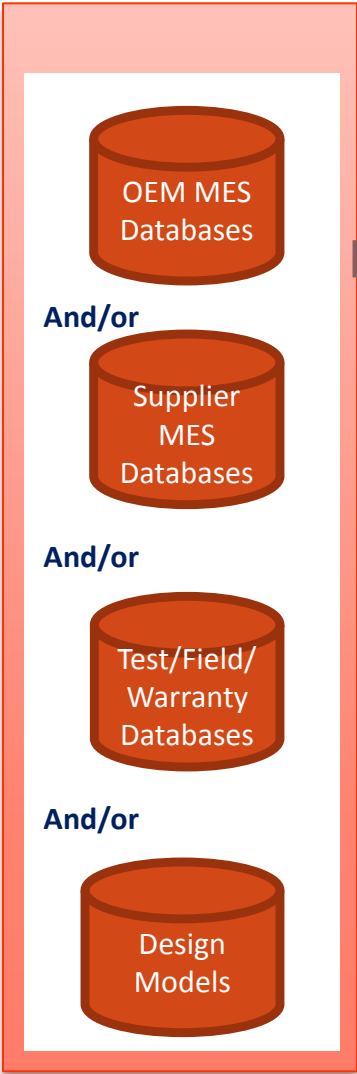 OEM MES
Databases
And/or
Supplier
MES
Databases
And/or
Test/Field/
Warranty
Databases
And/or
Design
Models